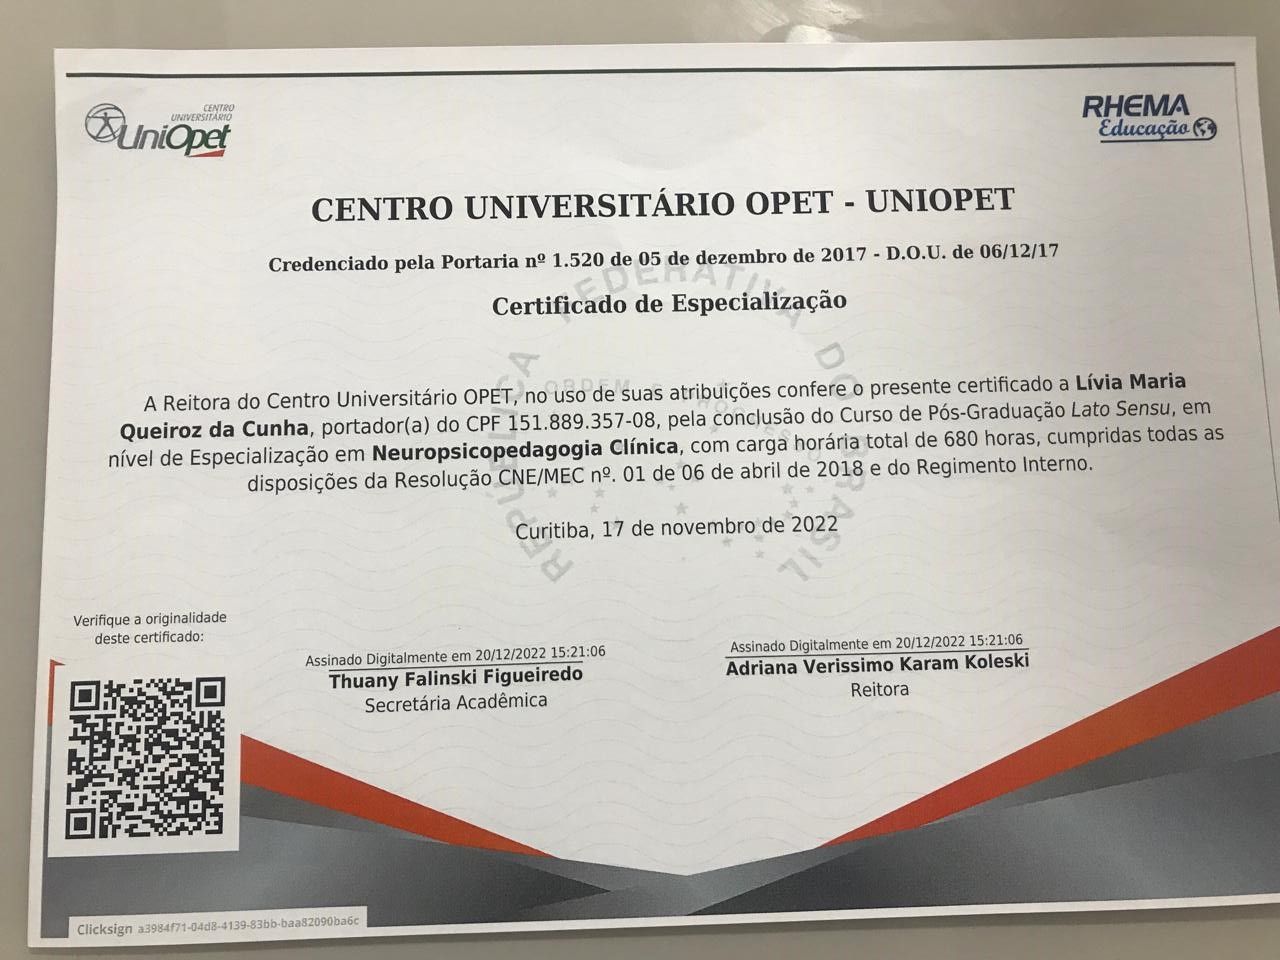 CENTRO
UNIVERSITÁRIO
UniOpet
RHEMA
Educação
CENTRO UNIVERSITÁRIO OPET - UNIOPET
Credenciado pela Portaria nº 1.520 de 05 de dezembro de 2017 - D.O.U. de 06/12/17
Certificado de Especialização
REPÚBLICA FEDERATIVA DO BRASIL
ORDEM E PROGRESSO
A Reitora do Centro Universitário OPET, no uso de suas atribuições confere o presente certificado a Lívia Maria
Queiroz da Cunha, portador(a) do CPF 151.889.357-08, pela conclusão do Curso de Pós-Graduação Lato Sensu, em
nível de Especialização em Neuropsicopedagogia Clínica, com carga horária total de 680 horas, cumpridas todas as
disposições da Resolução CNE/MEC nº. 01 de 06 de abril de 2018 e do Regimento Interno.
Curitiba, 17 de novembro de 2022
Verifique a originalidade
deste certificado:
Assinado Digitalmente em 20/12/2022 15:21:06
Thuany Falinski Figueiredo
Secretária Acadêmica
Assinado Digitalmente em 20/12/2022 15:21:06
Adriana Verissimo Karam Koleski
Reitora
Clicksign a3984f71-04d8-4139-83bb-baa82090ba6c